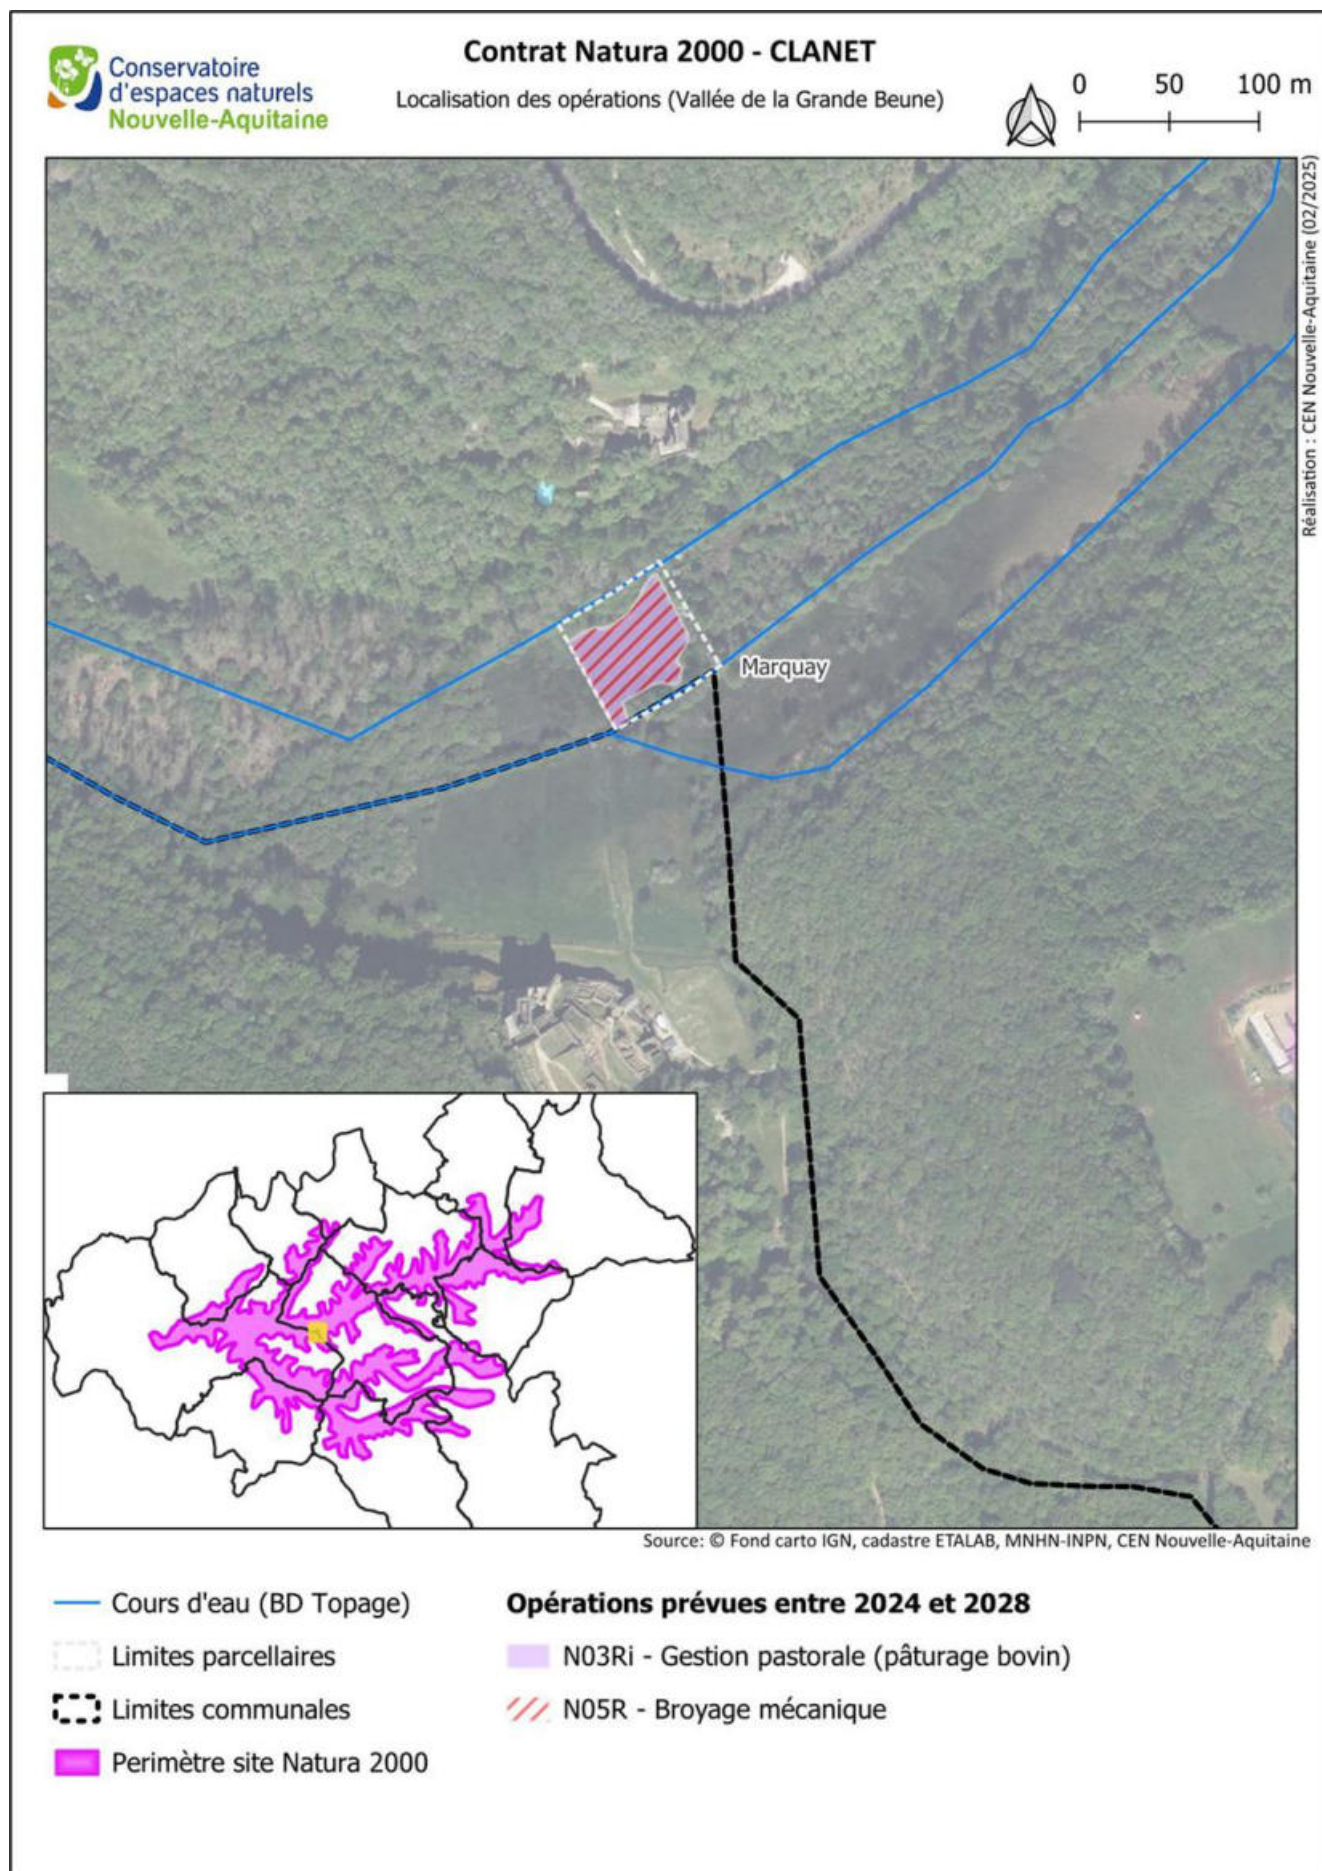 Conservatoire
d'espaces naturels
Nouvelle-Aquitaine
Contrat Natura 2000 - CLANET
Localisation des opérations (Vallée de la Grande Beune)
0 50 100 m
Réalisation : CEN Nouvelle-Aquitaine (02/2025)
Marquay
Source: © Fond carto IGN, cadastre ETALAB, MNHN-INPN, CEN Nouvelle-Aquitaine
Cours d'eau (BD Topage)
Limites parcellaires
Limites communales
Perimètre site Natura 2000
Opérations prévues entre 2024 et 2028
N03Ri - Gestion pastorale (pâturage bovin)
N05R - Broyage mécanique